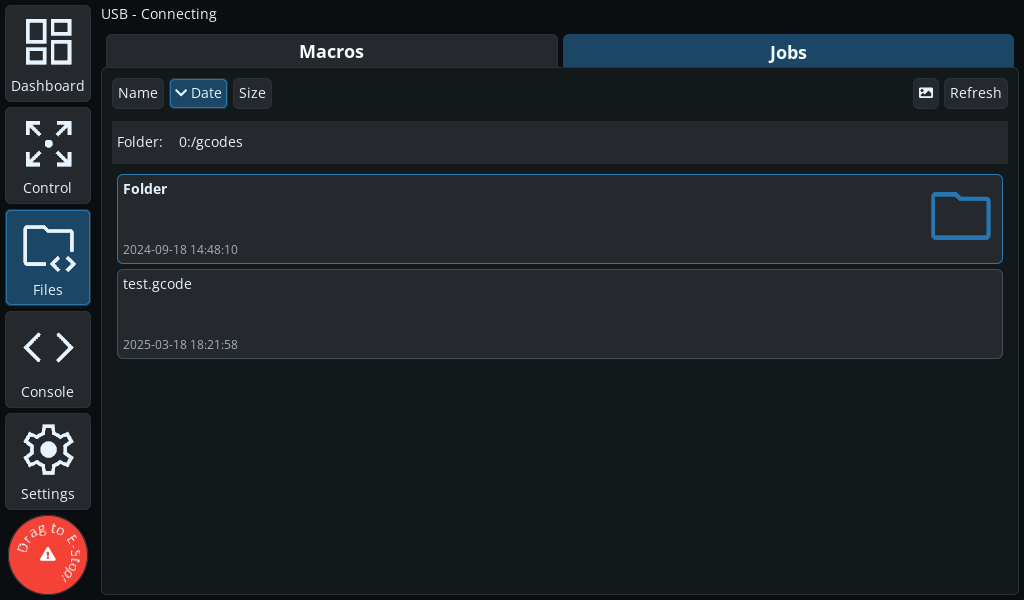 USB - Connecting
Dashboard
Control
Files
Console
Settings
Drag to E-Stop!
Macros
Jobs
Name
Date
Size
Refresh
Folder: 0:/gcodes
Folder
2024-09-18 14:48:10
test.gcode
2025-03-18 18:21:58